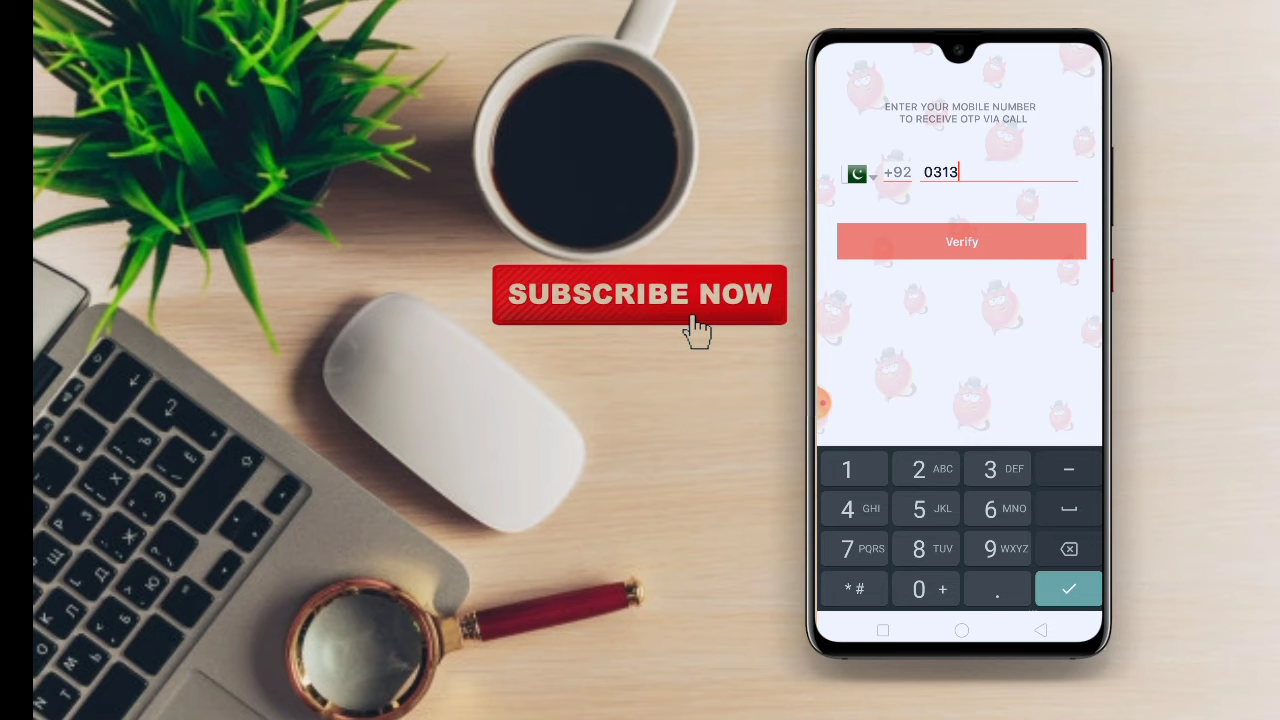 ENTER YOUR MOBILE NUMBER
TO RECEIVE OTP VIA CALL
+92 0313
Verify
SUBSCRIBE NOW
1 2 ABC 3 DEF −
4 GHI 5 JKL 6 MNO
7 PQRS 8 TUV 9 WXYZ
* # 0 + .